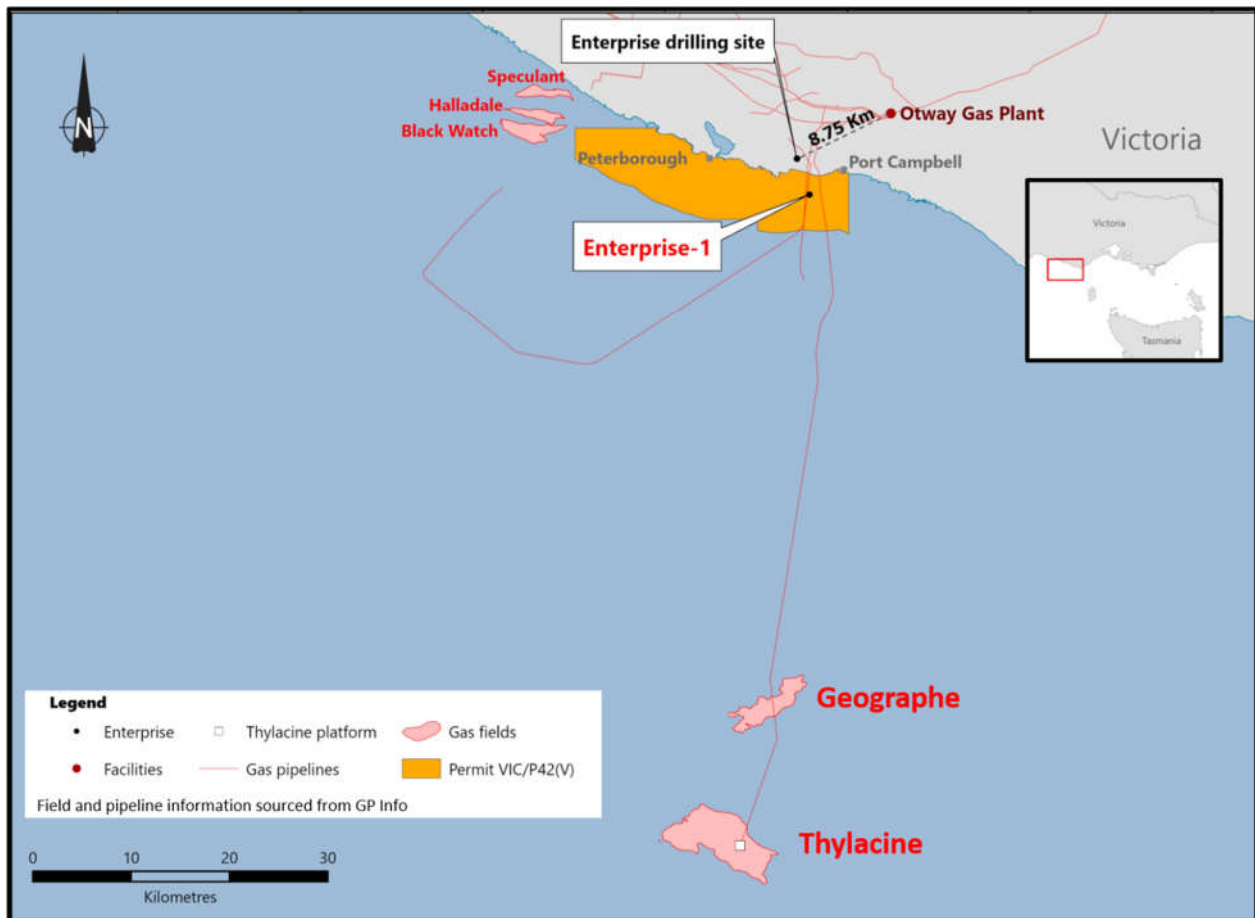 Enterprise drilling site
Speculant
Halladale
Black Watch
N
8.75 Km
Otway Gas Plant
Victoria
Peterborough
Port Campbell
Enterprise-1
Victoria
Tasmania
Geographe
Thylacine
Legend
Enterprise
Thylacine platform
Gas fields
Facilities
Gas pipelines
Permit VIC/P42(V)
Field and pipeline information sourced from GP Info
0 10 20 30
Kilometres